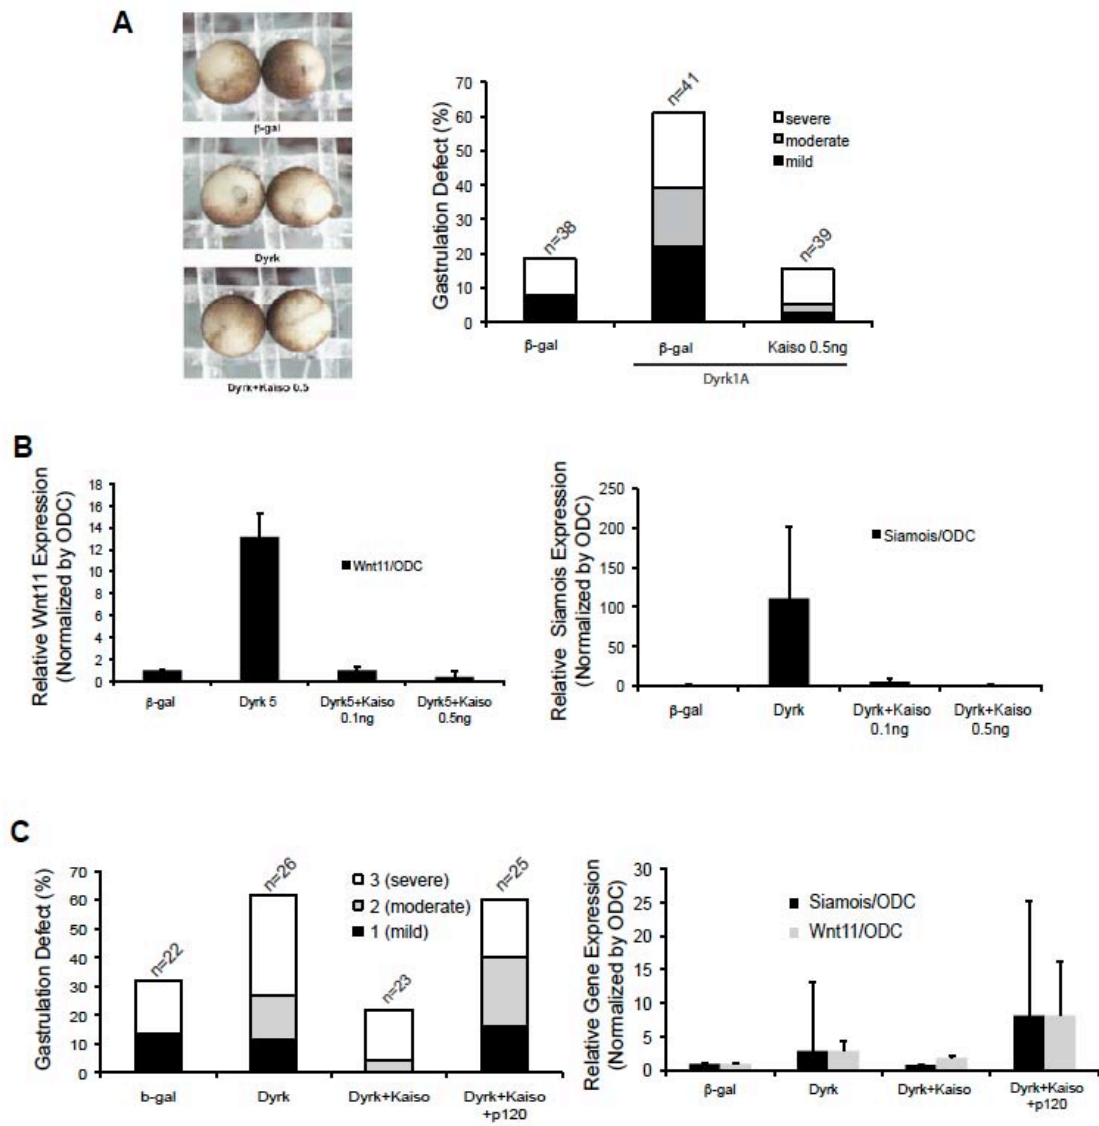 A
β-gal
Dyrk
Dyrk+Kaiso 0.5
Gastrulation Defect (%)
70
60
50
40
30
20
10
0
n=38
n=41
n=39
severe
moderate
mild
β-gal
β-gal
Kaiso 0.5ng
Dyrk1A
B
Relative Wnt11 Expression
(Normalized by ODC)
18
16
14
12
10
8
6
4
2
0
Wnt11/ODC
β-gal
Dyrk 5
Dyrk5+Kaiso
0.1ng
Dyrk5+Kaiso
0.5ng
Relative Siamois Expression
(Normalized by ODC)
250
200
150
100
50
0
Siamois/ODC
β-gal
Dyrk
Dyrk+Kaiso
0.1ng
Dyrk+Kaiso
0.5ng
C
Gastrulation Defect (%)
70
60
50
40
30
20
10
0
n=22
n=26
n=23
n=25
3 (severe)
2 (moderate)
1 (mild)
b-gal
Dyrk
Dyrk+Kaiso
Dyrk+Kaiso
+p120
Relative Gene Expression
(Normalized by ODC)
30
25
20
15
10
5
0
Siamois/ODC
Wnt11/ODC
β-gal
Dyrk
Dyrk+Kaiso
Dyrk+Kaiso
+p120